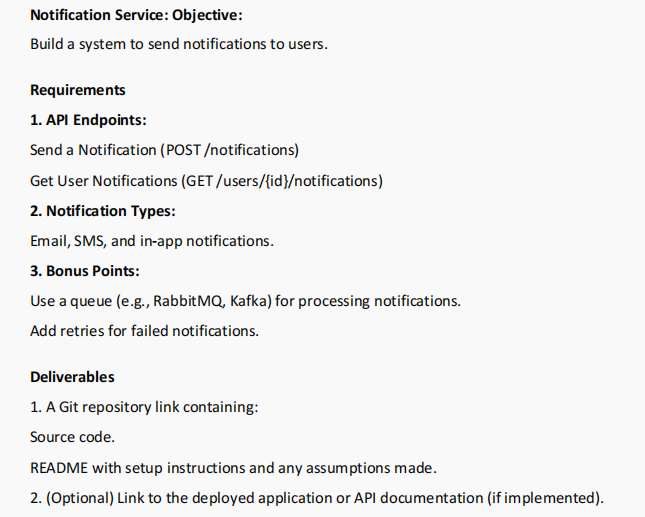 Notification Service: Objective:
Build a system to send notifications to users.
Requirements
1. API Endpoints:
Send a Notification (POST /notifications)
Get User Notifications (GET /users/{id}/notifications)
2. Notification Types:
Email, SMS, and in-app notifications.
3. Bonus Points:
Use a queue (e.g., RabbitMQ, Kafka) for processing notifications.
Add retries for failed notifications.
Deliverables
1. A Git repository link containing:
Source code.
README with setup instructions and any assumptions made.
2. (Optional) Link to the deployed application or API documentation (if implemented).